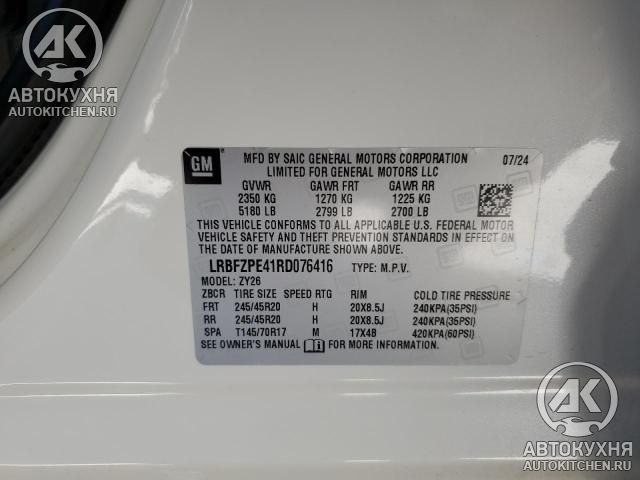 AK
АВТОКУХНЯ
AUTOKITCHEN.RU
GM
MFD BY SAIC GENERAL MOTORS CORPORATION 07/24
LIMITED FOR GENERAL MOTORS LLC
GVWR GAWR FRT GAWR RR
2350 KG 1270 KG 1225 KG
5180 LB 2799 LB 2700 LB
THIS VEHICLE CONFORMS TO ALL APPLICABLE U.S. FEDERAL MOTOR
VEHICLE SAFETY STANDARDS IN EFFECT ON
THE DATE OF MANUFACTURE SHOWN ABOVE.
LRBFZPE41RD076416 TYPE: M.P.V.
MODEL: ZY26
ZBCR TIRE SIZE SPEED RTG RIM COLD TIRE PRESSURE
FRT 245/45R20 H 20X8.5J 240KPA(35PSI)
RR 245/45R20 H 20X8.5J 240KPA(35PSI)
SPA T145/70R17 M 17X4B 420KPA(60PSI)
SEE OWNER'S MANUAL FOR MORE INFORMATION.
AK
АВТОКУХНЯ
AUTOKITCHEN.RU